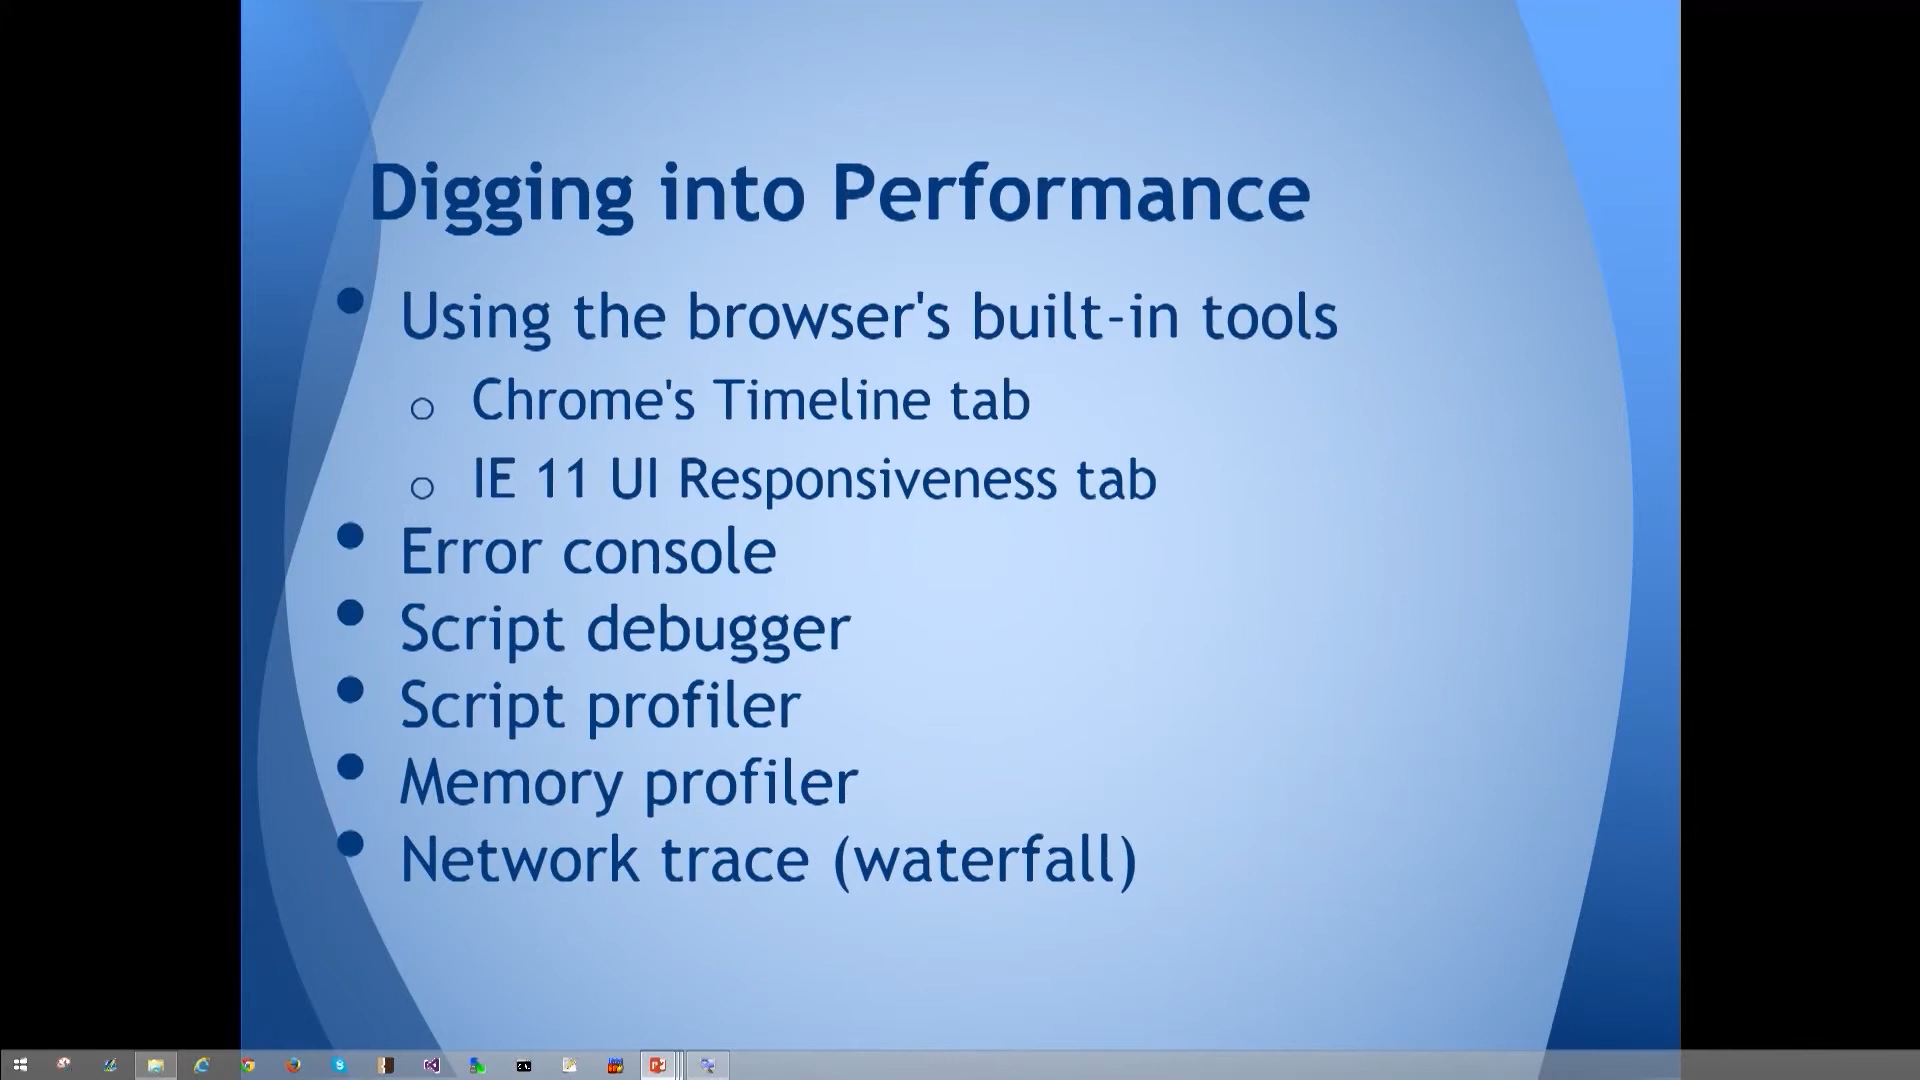 Digging into Performance
• Using the browser's built-in tools
o Chrome's Timeline tab
o IE 11 UI Responsiveness tab
• Error console
• Script debugger
• Script profiler
• Memory profiler
• Network trace (waterfall)